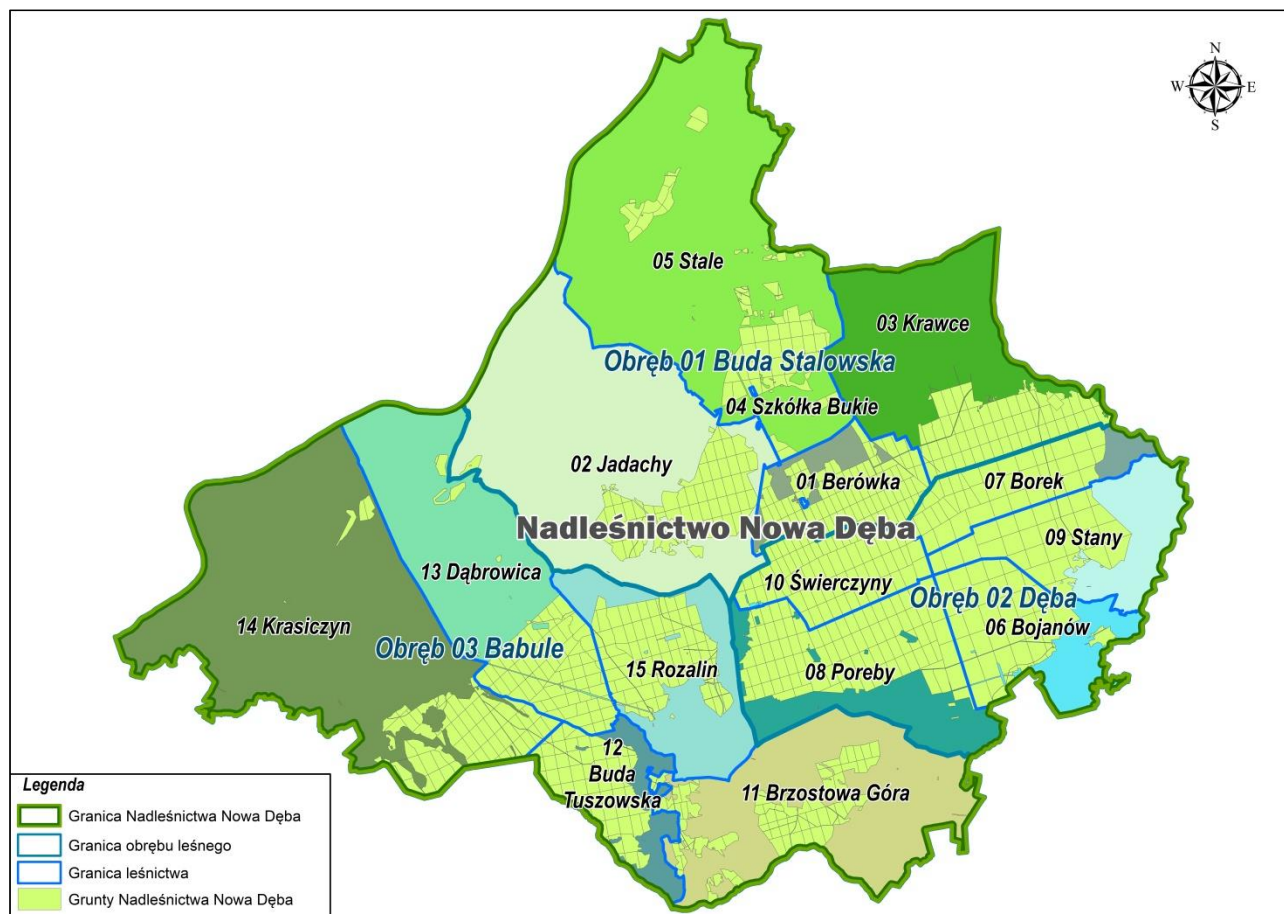 N
W E
S
05 Stale
03 Krawce
Obręb 01 Buda Stalowska
04 Szkółka Bukie
02 Jadachy
01 Berówka
07 Borek
Nadleśnictwo Nowa Dęba
09 Stany
13 Dąbrowica
10 Świerczyny
Obręb 02 Dęba
14 Krasiczyn
06 Bojanów
Obręb 03 Babule
15 Rozalin
08 Poreby
12
Buda
Tuszowska
11 Brzostowa Góra
Legenda
Granica Nadleśnictwa Nowa Dęba
Granica obrębu leśnego
Granica leśnictwa
Grunty Nadleśnictwa Nowa Dęba